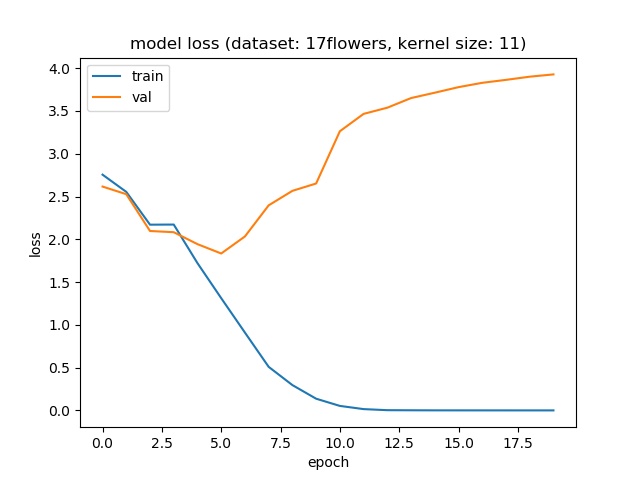 model loss (dataset: 17flowers, kernel size: 11)
train
val
4.0
3.5
3.0
2.5
2.0
1.5
1.0
0.5
0.0
loss
0.0 2.5 5.0 7.5 10.0 12.5 15.0 17.5
epoch